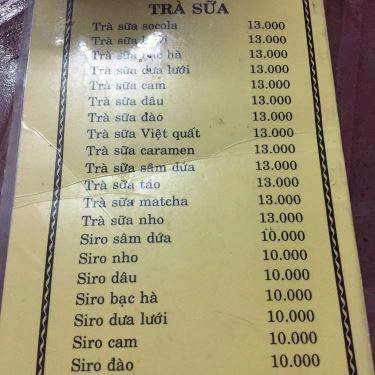 TRÀ SỮA
Trà sữa socola 13.000
Trà sữa 13.000
Trà sữa bạc hà 13.000
Trà sữa dưa lưới 13.000
Trà sữa cam 13.000
Trà sữa dâu 13.000
Trà sữa đào 13.000
Trà sữa Việt quất 13.000
Trà sữa caramen 13.000
Trà sữa sâm dứa 13.000
Trà sữa táo 13.000
Trà sữa matcha 13.000
Trà sữa nho 13.000
Siro sâm dứa 10.000
Siro nho 10.000
Siro dâu 10.000
Siro bạc hà 10.000
Siro dưa lưới 10.000
Siro cam 10.000
Siro đào 10.000